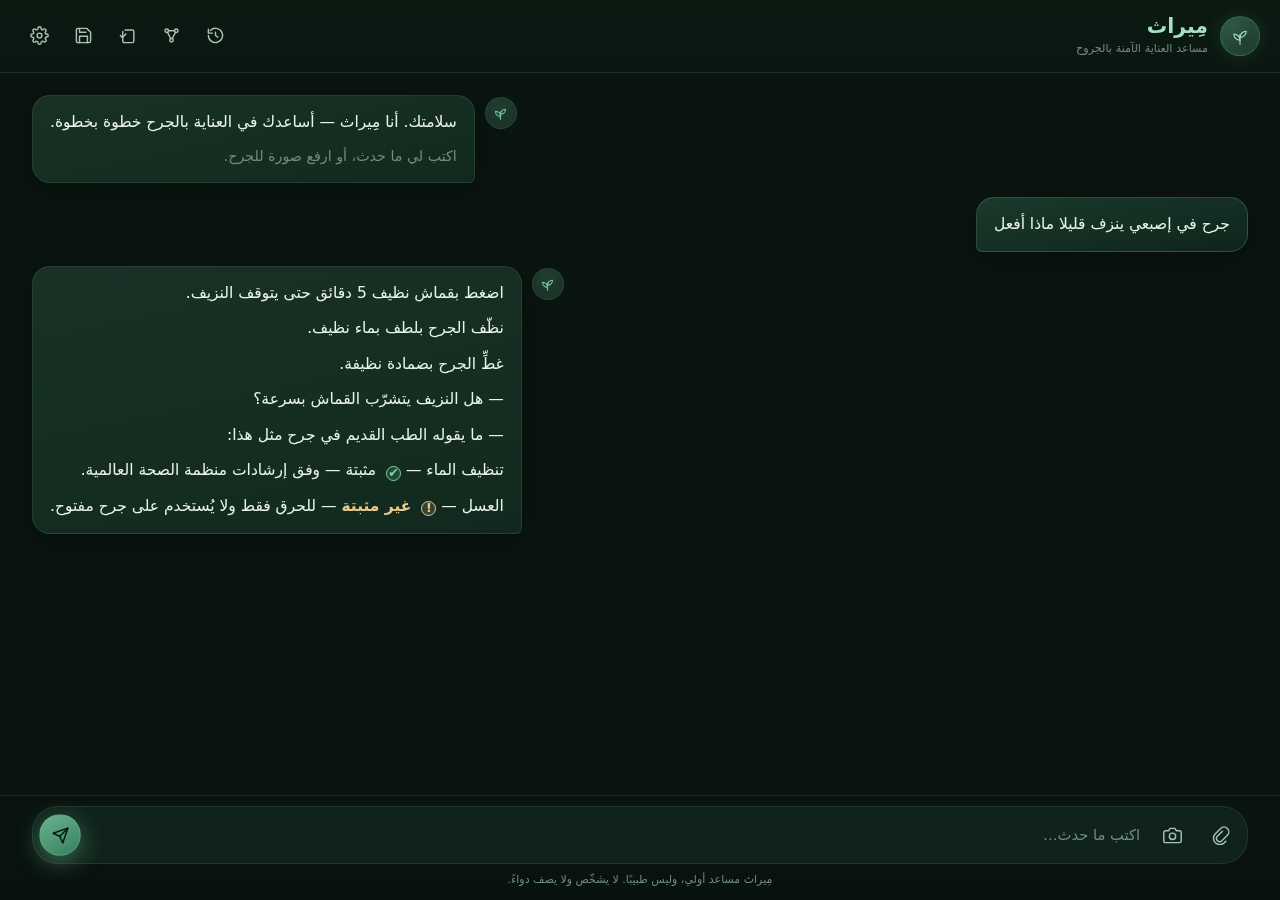 مِيراث
مساعد العناية الآمنة بالجروح
سلامتك. أنا مِيراث — أساعدك في العناية بالجرح خطوة بخطوة.
اكتب لي ما حدث، أو ارفع صورة للجرح.
جرح في إصبعي ينزف قليلا ماذا أفعل
اضغط بقماش نظيف 5 دقائق حتى يتوقف النزيف.
نظّف الجرح بلطف بماء نظيف.
غطِّ الجرح بضمادة نظيفة.
— هل النزيف يتشرّب القماش بسرعة؟
— ما يقوله الطب القديم في جرح مثل هذا:
تنظيف الماء — ✓ مثبتة — وفق إرشادات منظمة الصحة العالمية.
العسل — ! غير مثبتة — للحرق فقط ولا يُستخدم على جرح مفتوح.
اكتب ما حدث...
مِيراث مساعد أولي، وليس طبيبًا. لا يشخّص ولا يصف دواءً.